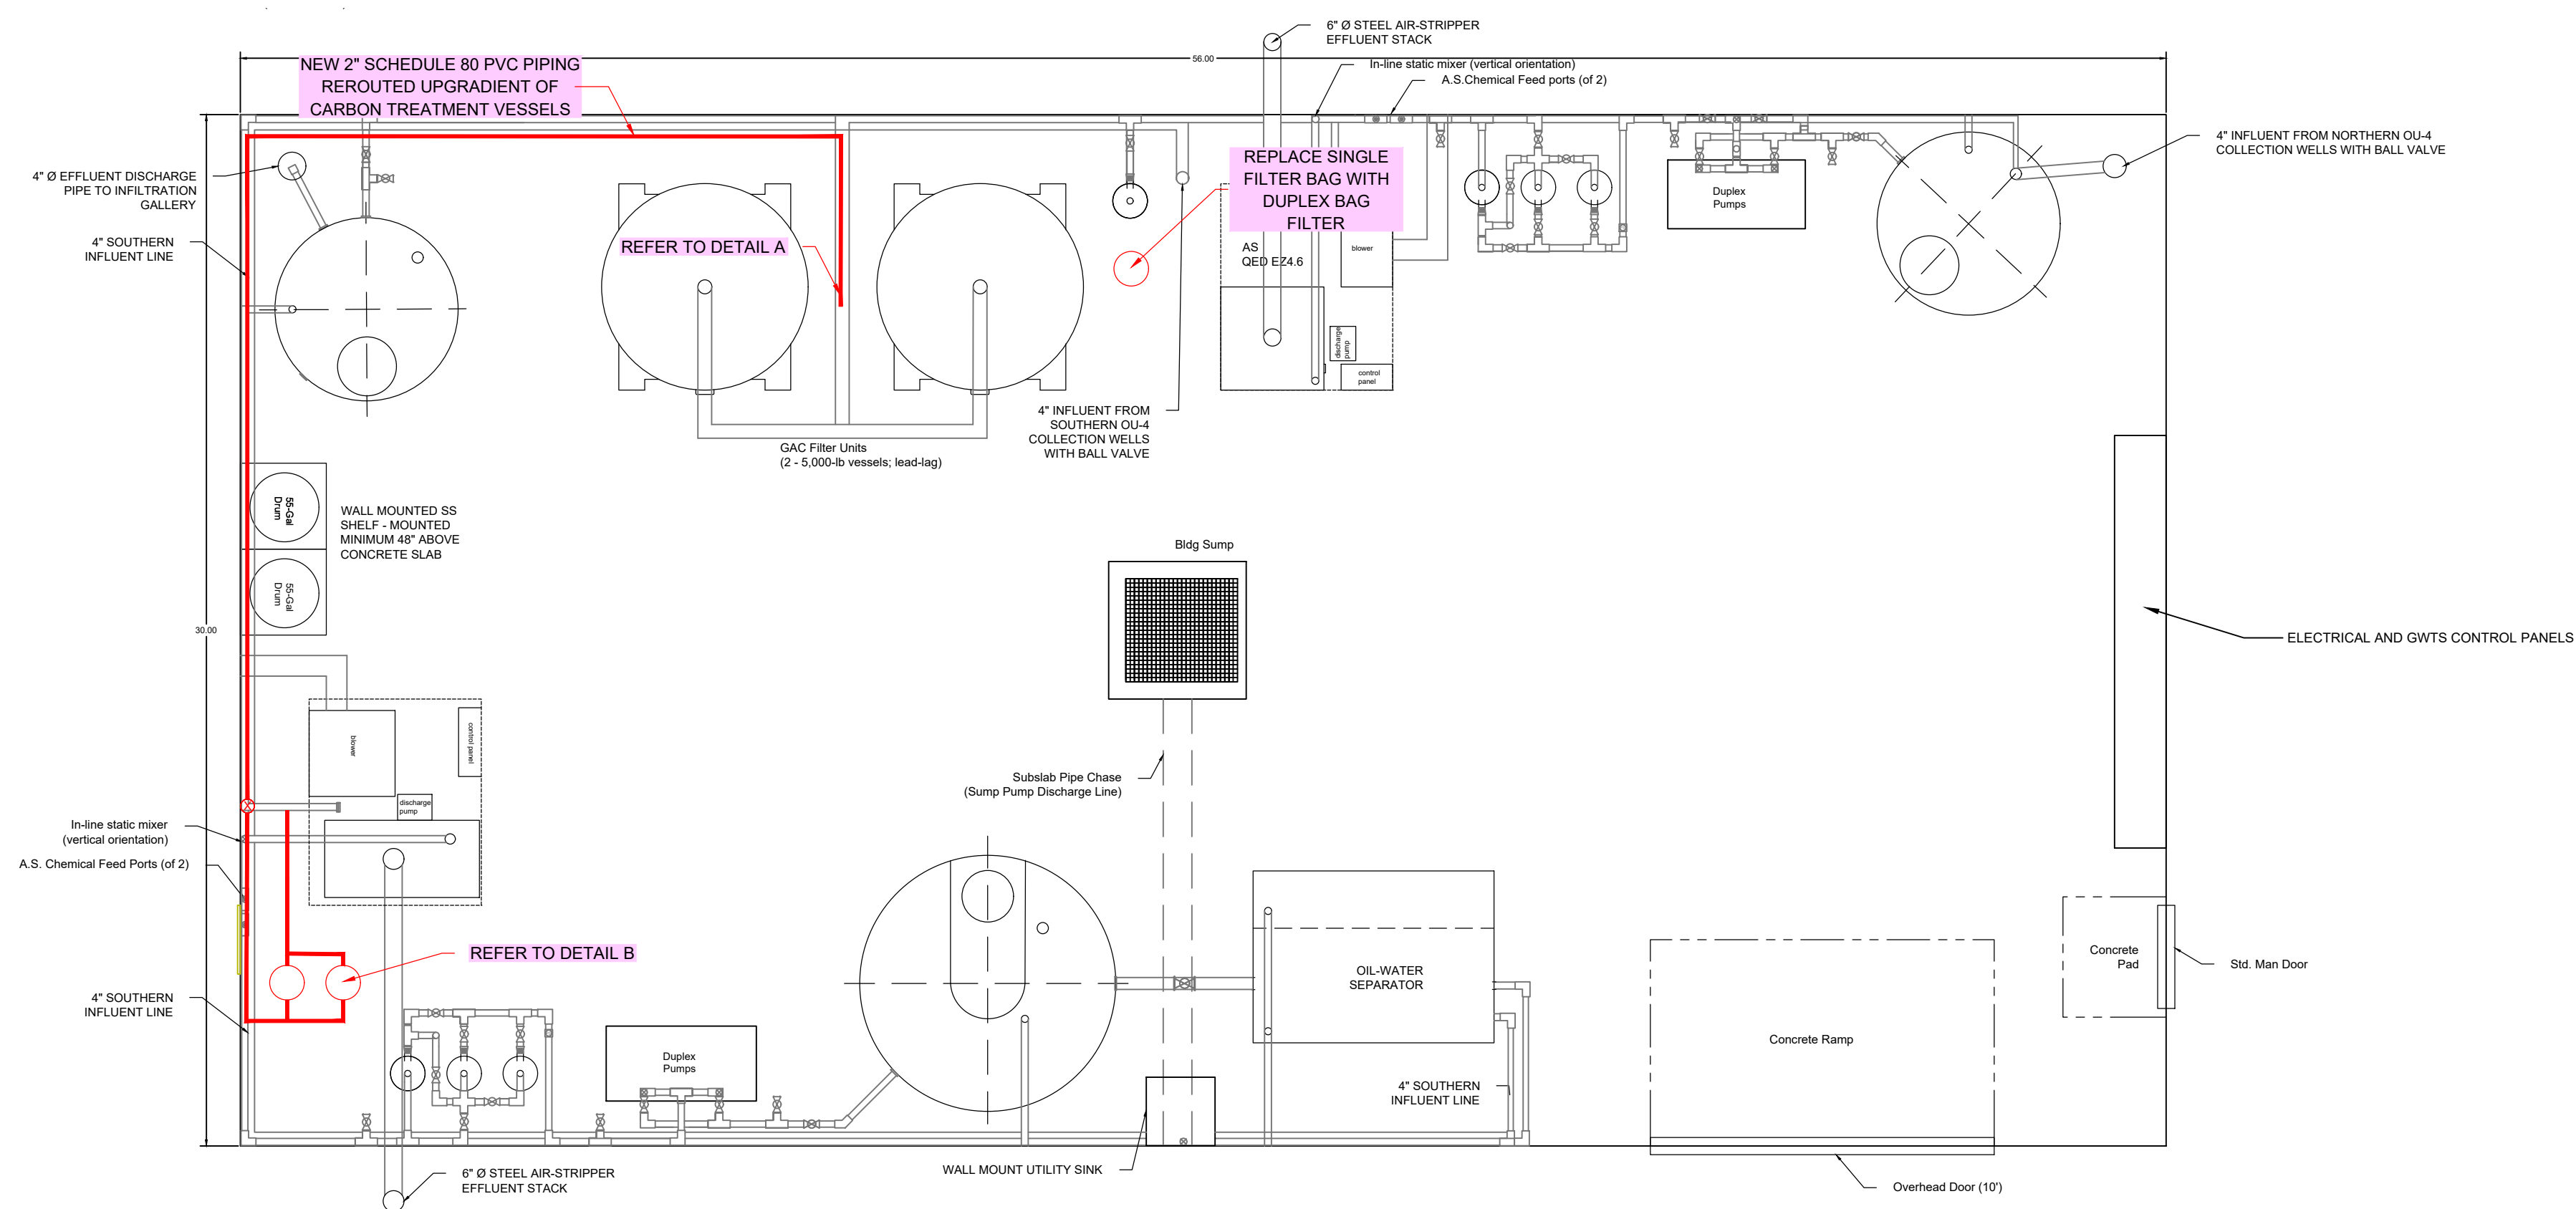 6" Ø STEEL AIR-STRIPPER
EFFLUENT STACK
56.00
In-line static mixer (vertical orientation)
A.S.Chemical Feed ports (of 2)
NEW 2" SCHEDULE 80 PVC PIPING
REROUTED UPGRADIENT OF
CARBON TREATMENT VESSELS
4" INFLUENT FROM NORTHERN OU-4
COLLECTION WELLS WITH BALL VALVE
REPLACE SINGLE
FILTER BAG WITH
DUPLEX BAG
FILTER
4" Ø EFFLUENT DISCHARGE
PIPE TO INFILTRATION
GALLERY
Duplex
Pumps
4" SOUTHERN
INFLUENT LINE
REFER TO DETAIL A
AS
QED EZ4.6
blower
discharge
pump
control
panel
4" INFLUENT FROM
SOUTHERN OU-4
COLLECTION WELLS
WITH BALL VALVE
GAC Filter Units
(2 - 5,000-lb vessels; lead-lag)
55-Gal
Drum
WALL MOUNTED SS
SHELF - MOUNTED
MINIMUM 48" ABOVE
CONCRETE SLAB
55-Gal
Drum
Bldg Sump
30.00
ELECTRICAL AND GWTS CONTROL PANELS
blower
control panel
Subslab Pipe Chase
(Sump Pump Discharge Line)
discharge
pump
In-line static mixer
(vertical orientation)
A.S. Chemical Feed Ports (of 2)
REFER TO DETAIL B
OIL-WATER
SEPARATOR
Concrete
Pad
Std. Man Door
4" SOUTHERN
INFLUENT LINE
Concrete Ramp
Duplex
Pumps
4" SOUTHERN
INFLUENT LINE
6" Ø STEEL AIR-STRIPPER
EFFLUENT STACK
WALL MOUNT UTILITY SINK
Overhead Door (10')